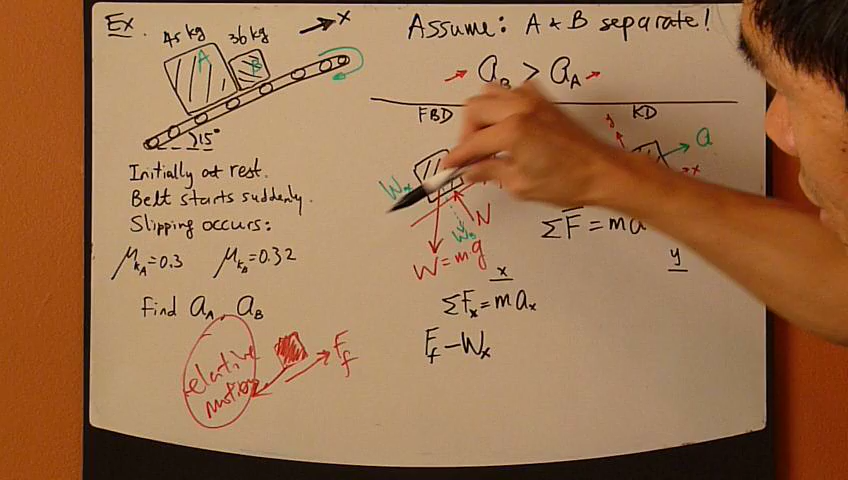 Ex.
45 kg
36 kg
→ x
A
B
15°
Initially at rest.
Belt starts suddenly.
Slipping occurs:
μkA = 0.3 μkB = 0.32
Find aA, aB
relative
motion
Ff
Assume: A & B separate!
aB > aA
FBD
KD
Wx
Wy
N
W = mg
y
a
x
ΣF = ma
x
y
ΣFx = max
Ff - Wx